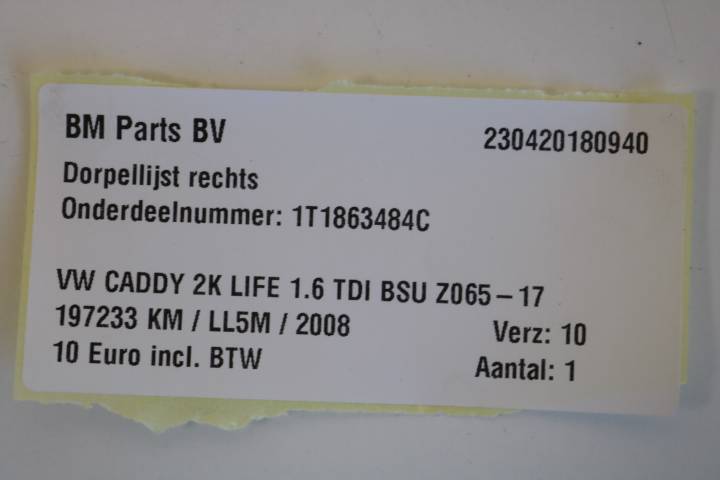 BM Parts BV 230420180940
Dorpellijst rechts
Onderdeelnummer: 1T1863484C
VW CADDY 2K LIFE 1.6 TDI BSU Z065-17
197233 KM / LL5M / 2008 Verz: 10
10 Euro incl. BTW Aantal: 1